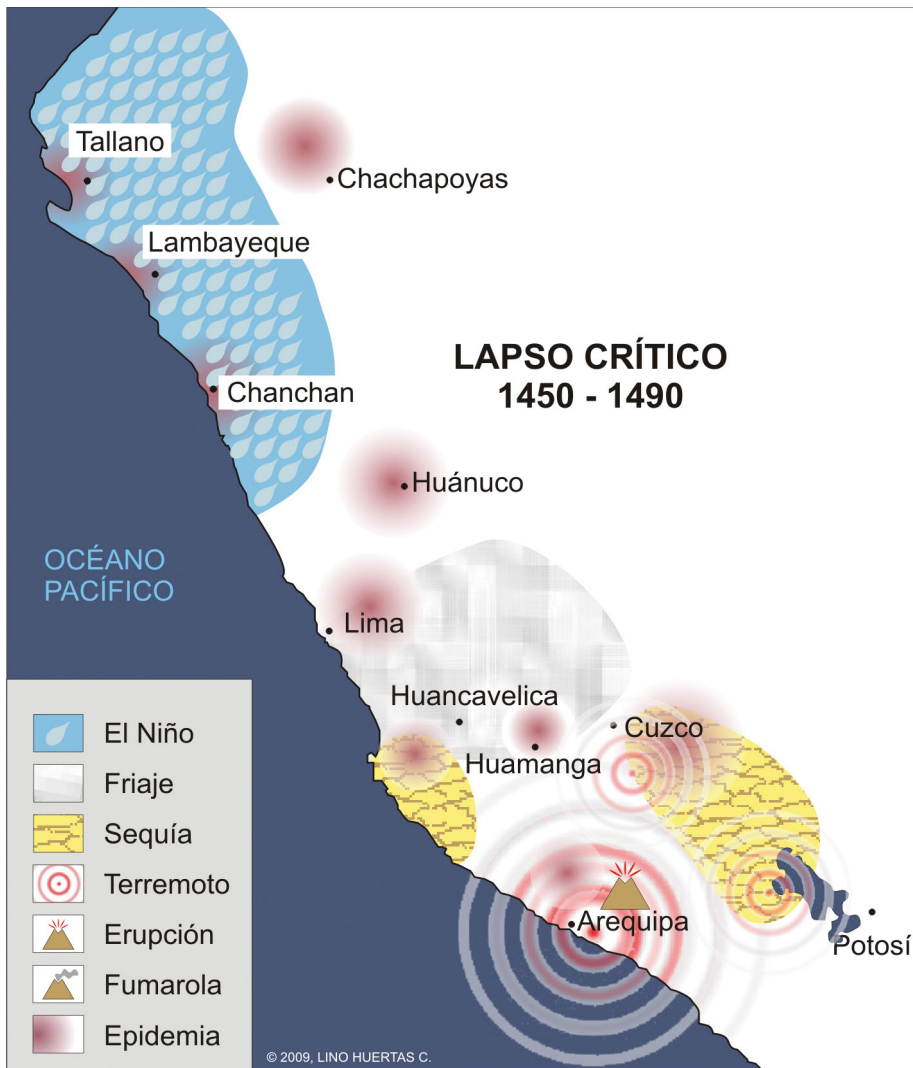 Tallano
Chachapoyas
Lambayeque
LAPSO CRÍTICO
1450 - 1490
Chanchan
Huánuco
OCÉANO
PACÍFICO
Lima
Huancavelica
Cuzco
Huamanga
Arequipa
Potosí
El Niño
Friaje
Sequía
Terremoto
Erupción
Fumarola
Epidemia
© 2009, LINO HUERTAS C.